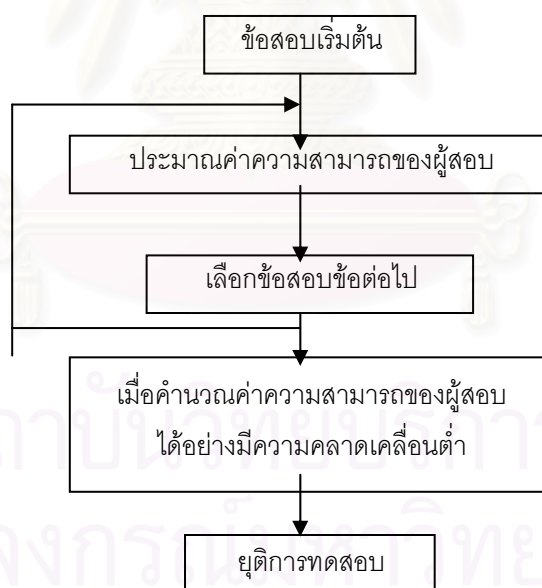 ข้อสอบเริ่มต้น
ประมาณค่าความสามารถของผู้สอบ
เลือกข้อสอบข้อต่อไป
เมื่อคำนวณค่าความสามารถของผู้สอบ
ได้อย่างมีความคลาดเคลื่อนต่ำ
ยุติการทดสอบ